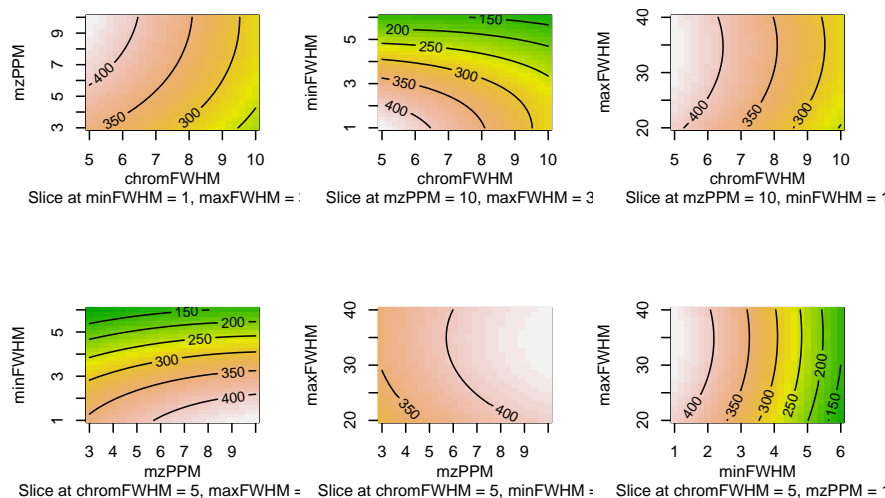 mzPPM
3 5 7 9
400
350
300
5 6 7 8 9 10
chromFWHM
Slice at minFWHM = 1, maxFWHM =
minFWHM
1 3 5
150
200
250
300
350
400
5 6 7 8 9 10
chromFWHM
Slice at mzPPM = 10, maxFWHM = 3
maxFWHM
20 30 40
400
350
300
5 6 7 8 9 10
chromFWHM
Slice at mzPPM = 10, minFWHM = 1
minFWHM
1 3 5
150
200
250
300
350
400
3 4 5 6 7 8 9
mzPPM
Slice at chromFWHM = 5, maxFWHM =
maxFWHM
20 30 40
350
400
3 4 5 6 7 8 9
mzPPM
Slice at chromFWHM = 5, minFWHM =
maxFWHM
20 30 40
400
350
300
250
200
150
1 2 3 4 5 6
minFWHM
Slice at chromFWHM = 5, mzPPM =